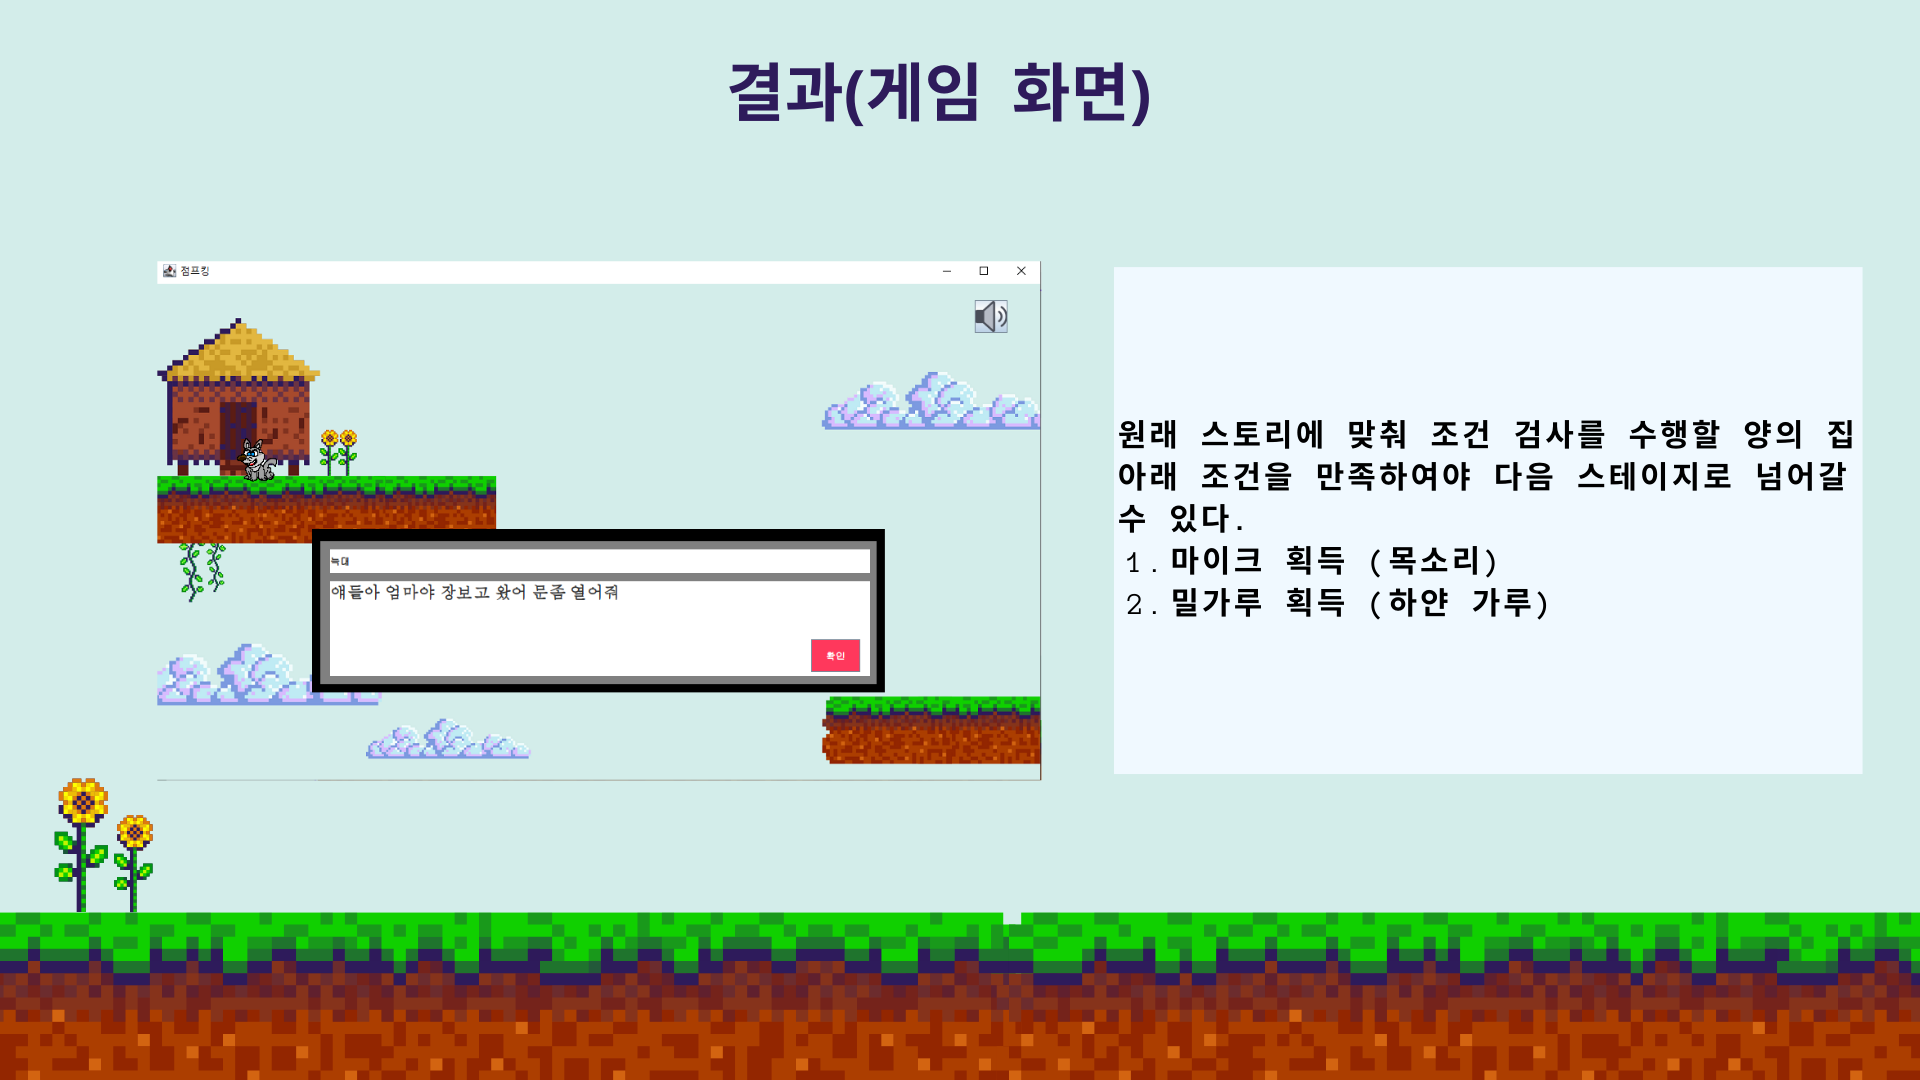 결과(게임 화면)
점프킹
늑대
얘들아 엄마야 장보고 왔어 문좀 열어줘
확인
원래 스토리에 맞춰 조건 검사를 수행할 양의 집
아래 조건을 만족하여야 다음 스테이지로 넘어갈
수 있다.
1. 마이크 획득 (목소리)
2. 밀가루 획득 (하얀 가루)